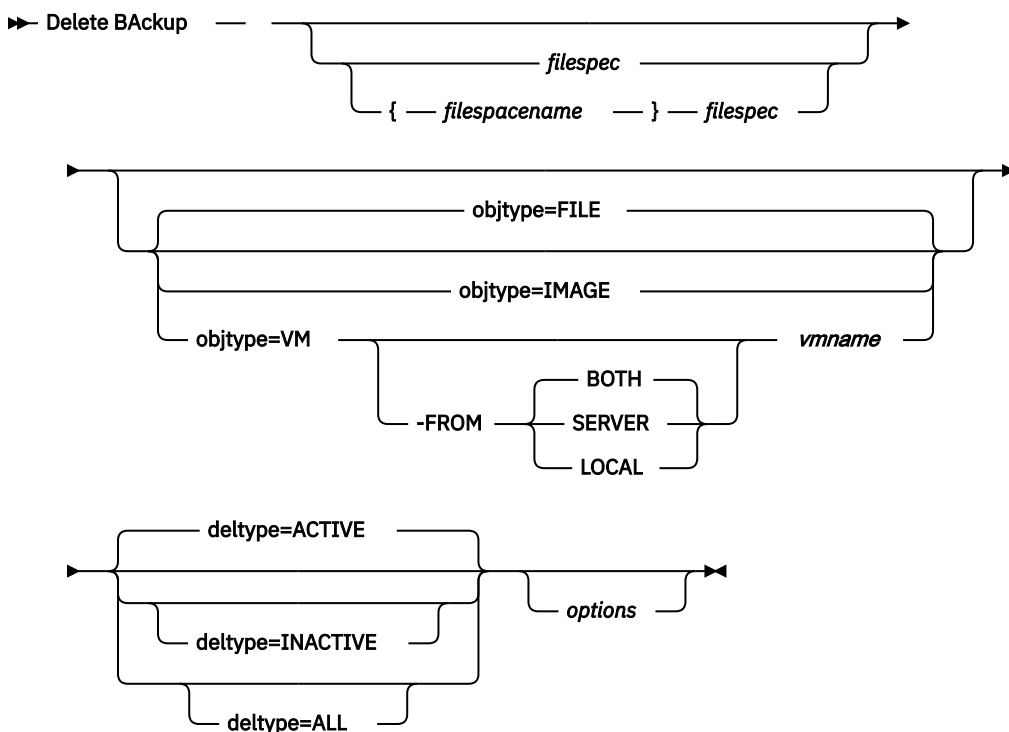 Delete BAckup
filespec
{ filespacename } filespec
objtype=FILE
objtype=IMAGE
objtype=VM vmname
BOTH
-FROM SERVER
LOCAL
deltype=ACTIVE
options
deltype=INACTIVE
deltype=ALL